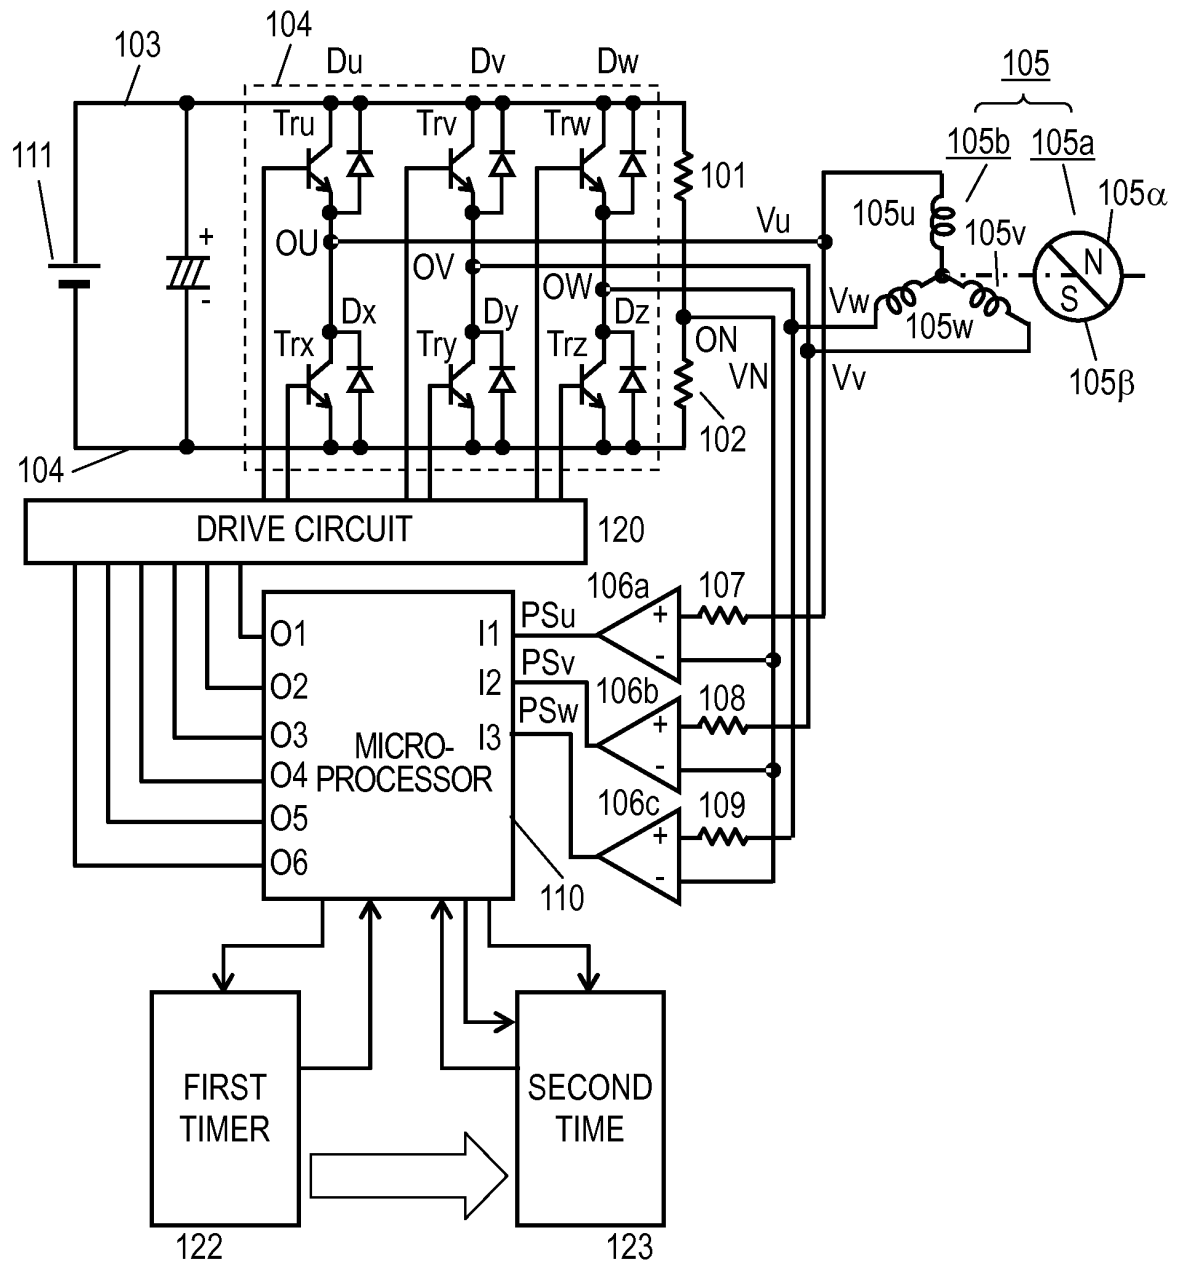 103
104
Du
Dv
Dw
105
Tru
Trv
Trw
105b
105a
111
101
105α
105u
Vu
105v
+
OU
OV
N
OW
S
-
Dx
Dy
Dz
Vw
105w
Trx
Try
Trz
ON
VN
Vv
105β
102
104
DRIVE CIRCUIT
120
106a
107
+
PSu
O1
I1
-
PSv
I2
O2
106b
108
PSw
+
O3
I3
MICRO-
PROCESSOR
O4
-
106c
109
O5
+
O6
-
110
FIRST
TIMER
SECOND
TIME
122
123